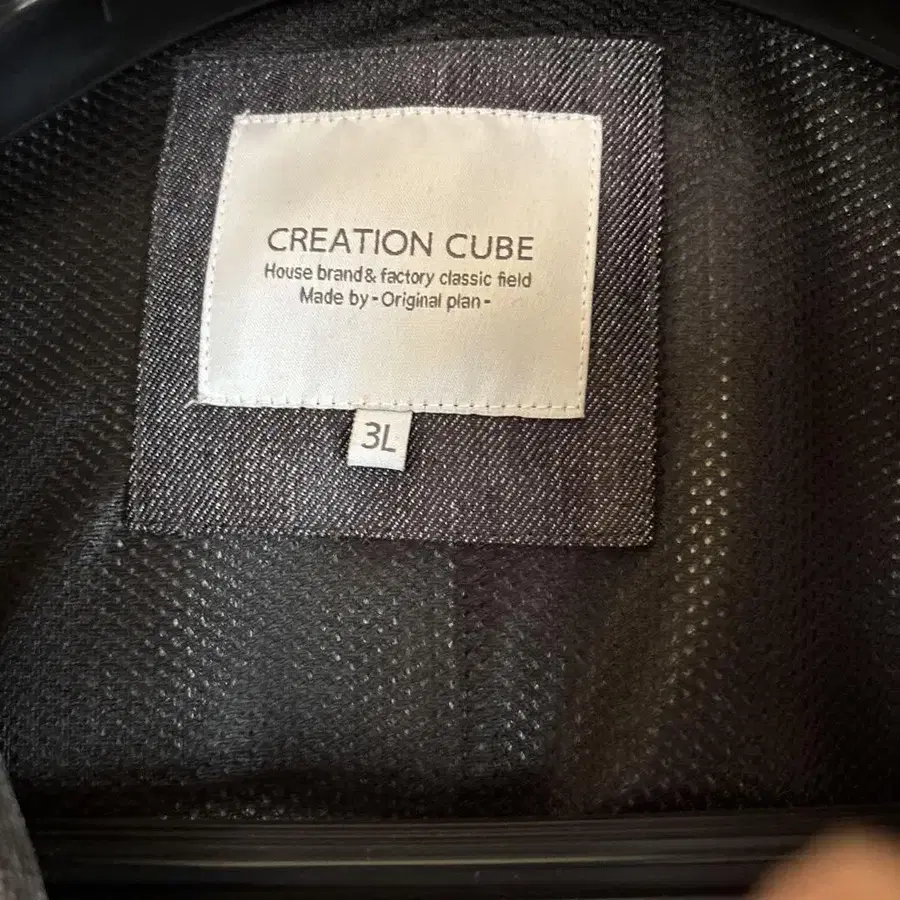 CREATION CUBE
House brand & factory classic field
Made by - Original plan -
3L